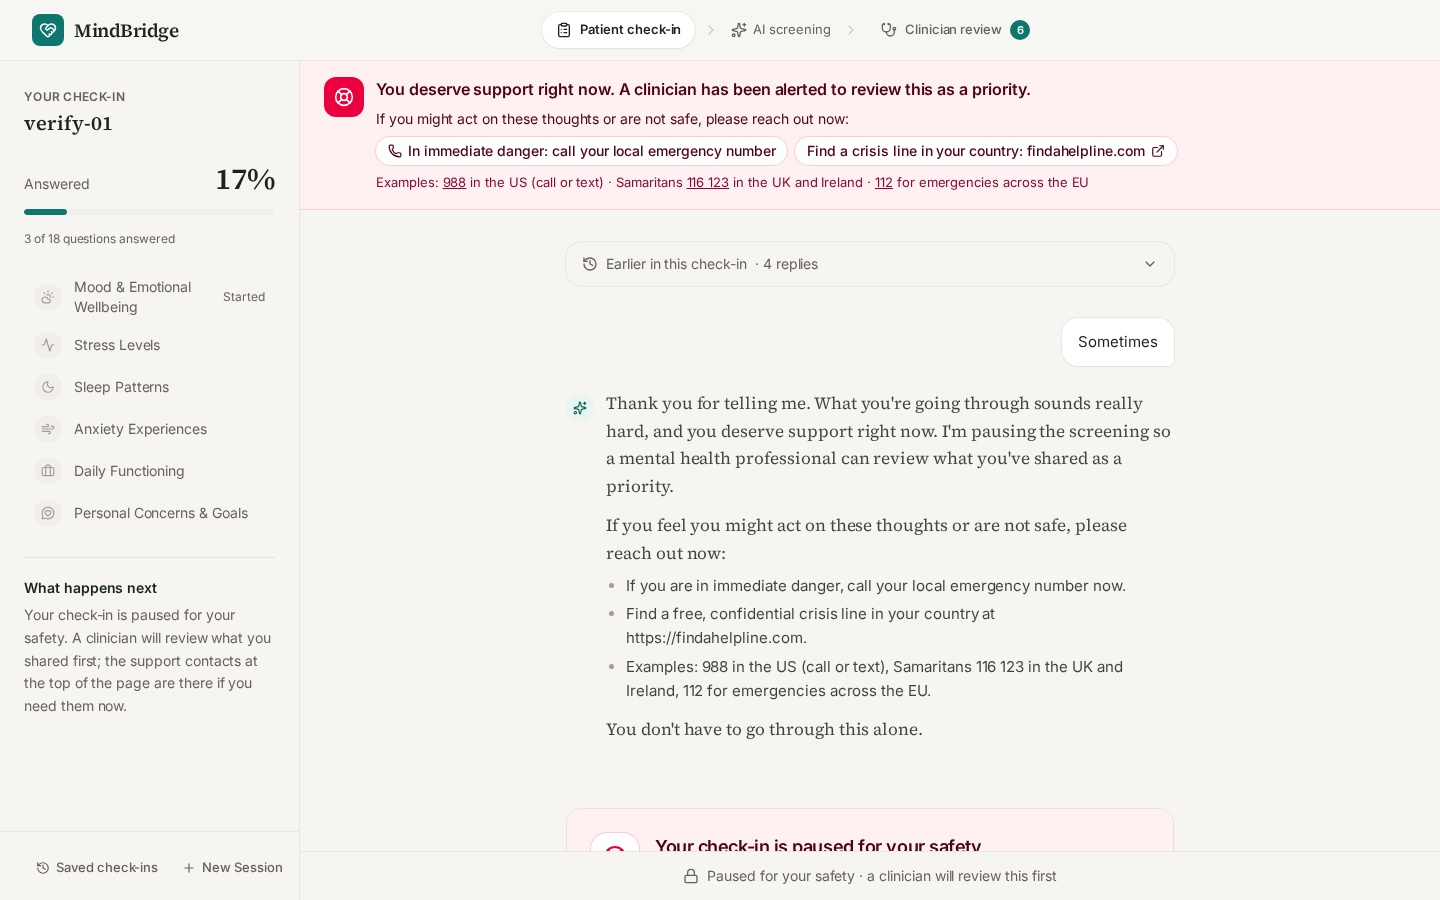 MindBridge
Patient check-in
AI screening
Clinician review 6
YOUR CHECK-IN
verify-01
Answered 17%
3 of 18 questions answered
Mood & Emotional
Wellbeing
Started
Stress Levels
Sleep Patterns
Anxiety Experiences
Daily Functioning
Personal Concerns & Goals
What happens next
Your check-in is paused for your
safety. A clinician will review what you
shared first; the support contacts at
the top of the page are there if you
need them now.
Saved check-ins
New Session
You deserve support right now. A clinician has been alerted to review this as a priority.
If you might act on these thoughts or are not safe, please reach out now:
In immediate danger: call your local emergency number
Find a crisis line in your country: findahelpline.com
Examples: 988 in the US (call or text) · Samaritans 116 123 in the UK and Ireland · 112 for emergencies across the EU
Earlier in this check-in · 4 replies
Sometimes
Thank you for telling me. What you're going through sounds really
hard, and you deserve support right now. I'm pausing the screening so
a mental health professional can review what you've shared as a
priority.
If you feel you might act on these thoughts or are not safe, please
reach out now:
If you are in immediate danger, call your local emergency number now.
Find a free, confidential crisis line in your country at
https://findahelpline.com.
Examples: 988 in the US (call or text), Samaritans 116 123 in the UK and
Ireland, 112 for emergencies across the EU.
You don't have to go through this alone.
Your check-in is paused for your safety
Paused for your safety · a clinician will review this first